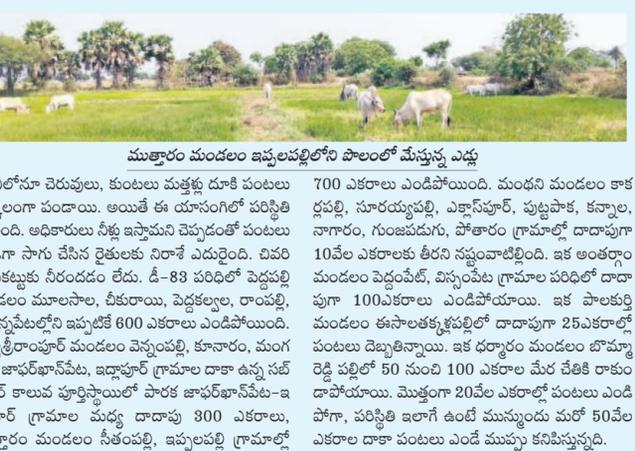 ముత్తారం మండలం ఇప్పలపల్లిలోని పొలంలో మేస్తున్న ఎడ్లు
లోనూ చెరువులు, కుంటలు మత్తళ్లు దూకి పంటలు
లంగా పండాయి. అయితే ఈ యాసంగిలో పరిస్థితి
ంది. అధికారులు నీళ్లు ఇస్తామని చెప్పడంతో పంటలు
గా సాగు చేసిన రైతులకు నిరాశే ఎదురైంది. చివరి
కట్టుకు నీరందడం లేదు. డీ-83 పరిధిలో పెద్దపల్లి
డలం మూలసాల, చీకురాయి, పెద్దకల్వల, రాంపల్లి,
న్నపేటల్లోని ఇప్పటికే 600 ఎకరాలు ఎండిపోయింది.
శ్రీరాంపూర్ మండలం వెన్నంపల్లి, కూనారం, మంగ
జాఫర్‌ఖాన్‌పేట, ఇద్లాపూర్ గ్రామాల దాకా ఉన్న సబ్
ర్ కాలువ పూర్తిస్థాయిలో పారక జాఫర్‌ఖాన్‌పేట-ఇ
ూర్ గ్రామాల మధ్య దాదాపు 300 ఎకరాలు,
్తారం మండలం సీతంపల్లి, ఇప్పలపల్లి గ్రామాల్లో
700 ఎకరాలు ఎండిపోయింది. మంథని మండలం కాక
ర్లపల్లి, సూరయ్యపల్లి, ఎక్లాస్‌పూర్, పుట్టపాక, కన్నాల,
నాగారం, గుంజపడుగు, పోతారం గ్రామాల్లో దాదాపుగా
10వేల ఎకరాలకు తీరని నష్టంవాటిల్లింది. ఇక అంతర్గాం
మండలం పెద్దంపేట్, విస్సంపేట గ్రామాల పరిధిలో దాదా
పుగా 100ఎకరాలు ఎండిపోయాయి. ఇక పాలకుర్తి
మండలం ఈసాలతక్కళ్లపల్లిలో దాదాపుగా 25ఎకరాల్లో
పంటలు దెబ్బతిన్నాయి. ఇక ధర్మారం మండలం బొమ్మా
రెడ్డి పల్లిలో 50 నుంచి 100 ఎకరాల మేర చేతికి రాకుం
డాపోయాయి. మొత్తంగా 20వేల ఎకరాల్లో పంటలు ఎండి
పోగా, పరిస్థితి ఇలాగే ఉంటే మున్ముందు మరో 50వేల
ఎకరాల దాకా పంటలు ఎండే ముప్పు కనిపిస్తున్నది.